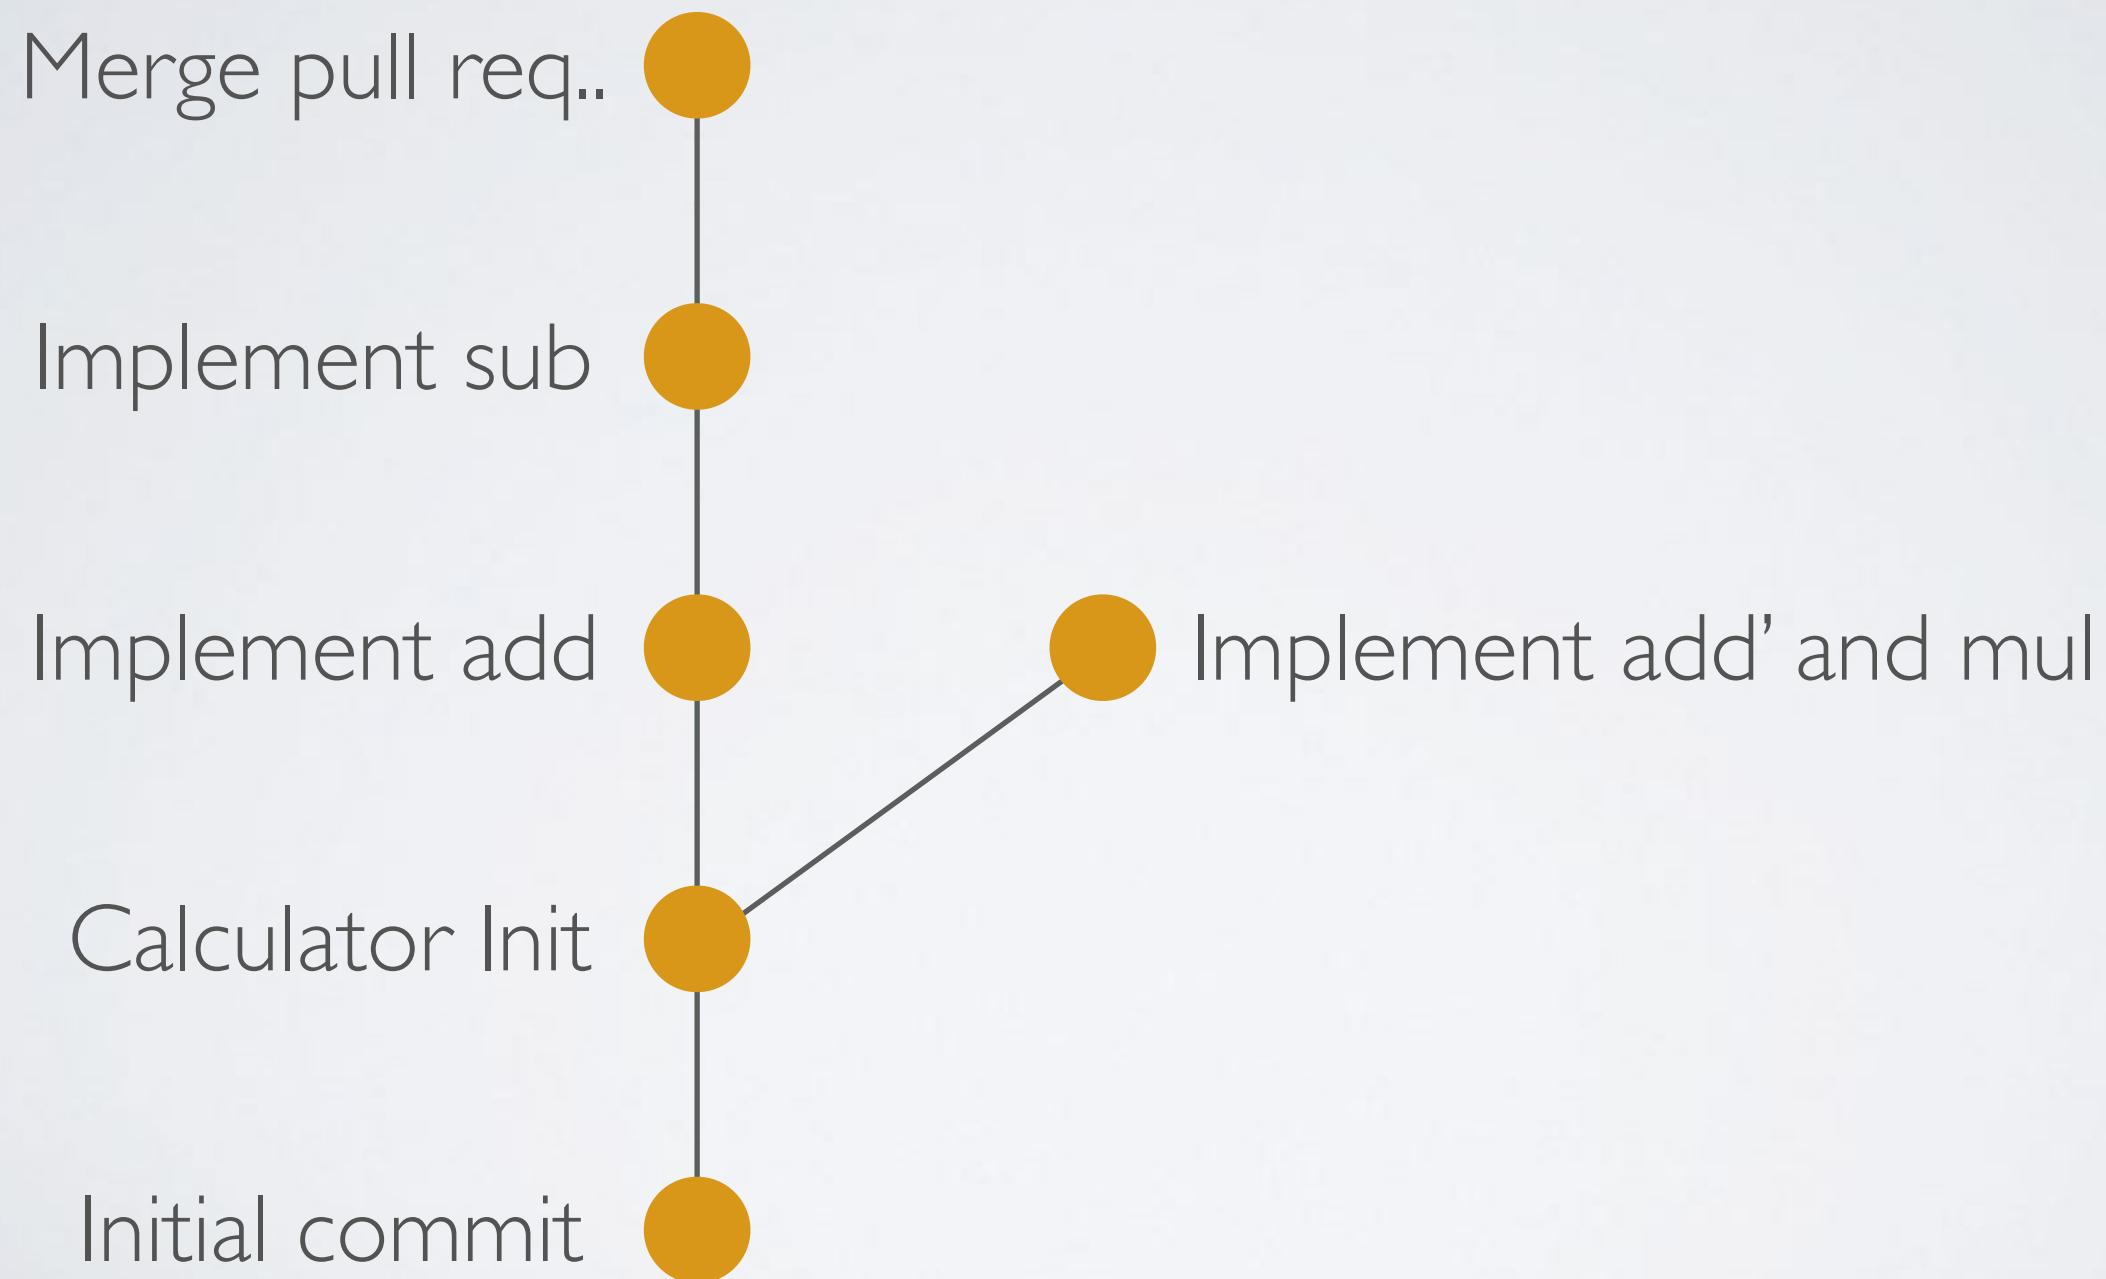 Merge pull req..
Implement sub
Implement add
Implement add’ and mul
Calculator Init
Initial commit